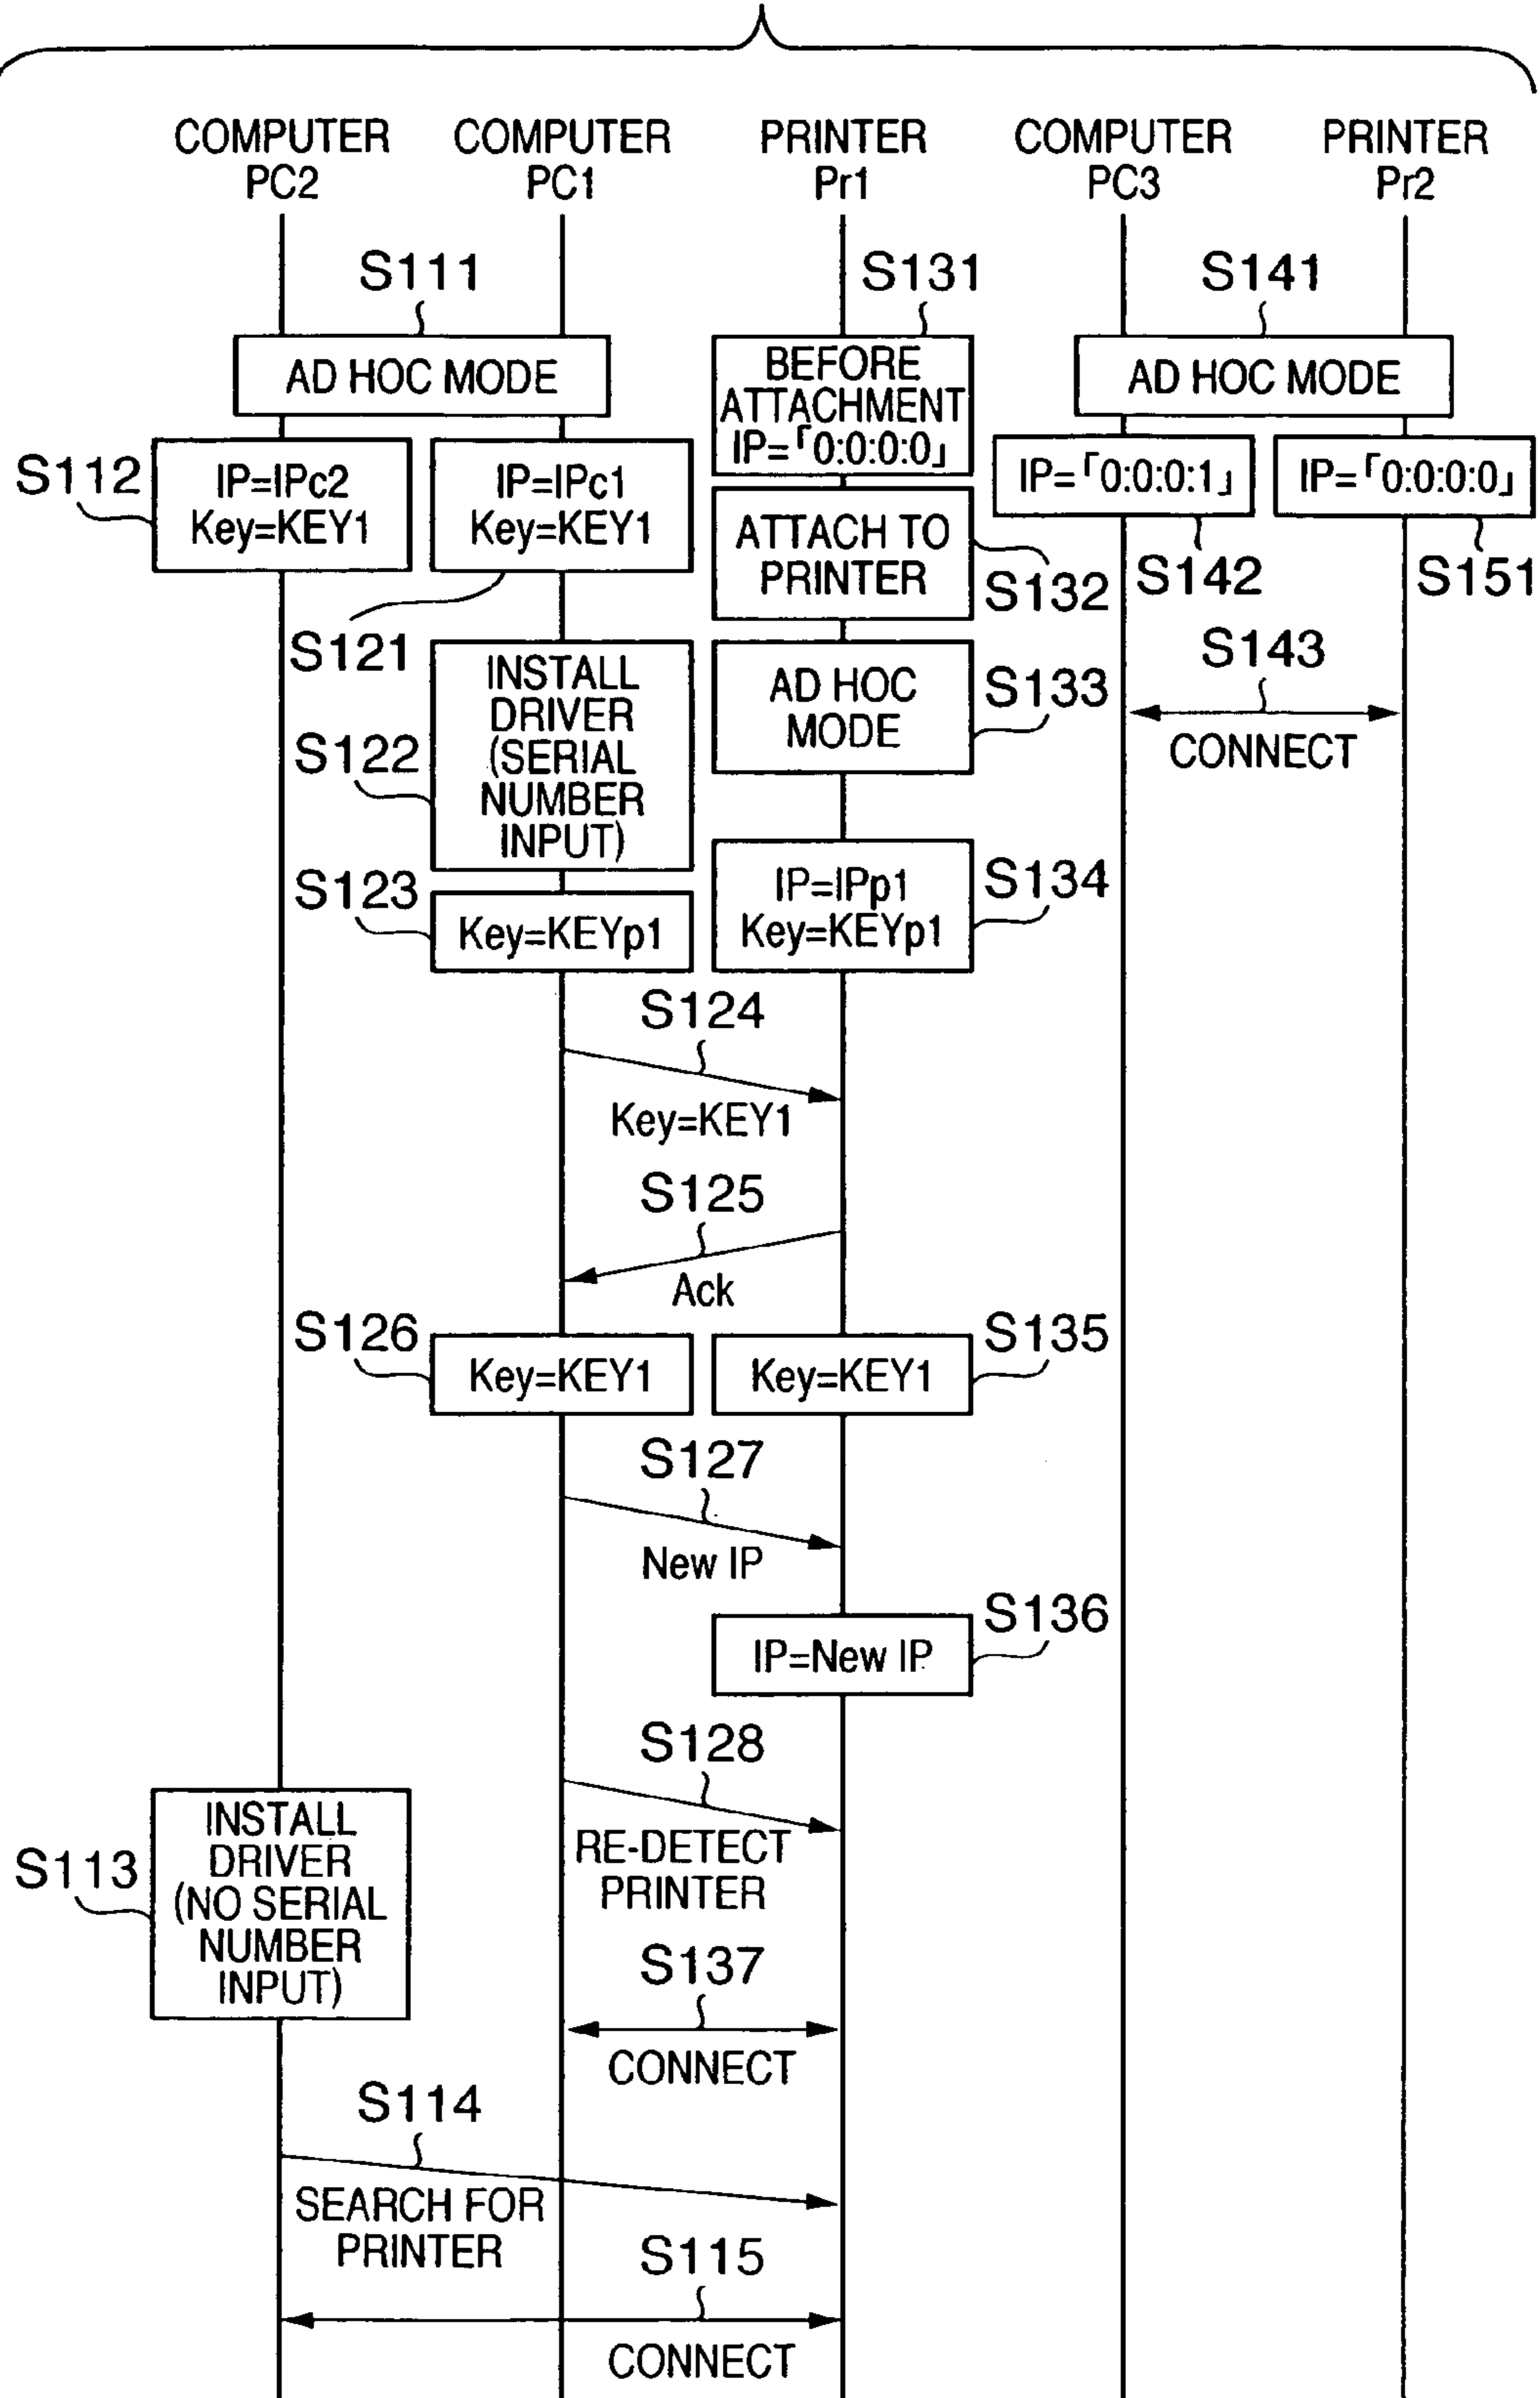 COMPUTER
PC2
COMPUTER
PC1
PRINTER
Pr1
COMPUTER
PC3
PRINTER
Pr2
S111
S131
S141
AD HOC MODE
BEFORE
ATTACHMENT
IP=「0:0:0:0」
AD HOC MODE
S112
IP=IPc2
Key=KEY1
IP=IPc1
Key=KEY1
IP=「0:0:0:1」
IP=「0:0:0:0」
ATTACH TO
PRINTER
S132
S142
S151
S121
INSTALL
DRIVER
(SERIAL
NUMBER
INPUT)
S122
AD HOC
MODE
S133
S143
CONNECT
S123
Key=KEYp1
IP=IPp1
Key=KEYp1
S134
S124
Key=KEY1
S125
Ack
S126
Key=KEY1
Key=KEY1
S135
S127
New IP
S136
IP=New IP
S128
RE-DETECT
PRINTER
S113
INSTALL
DRIVER
(NO SERIAL
NUMBER
INPUT)
S137
CONNECT
S114
SEARCH FOR
PRINTER
S115
CONNECT